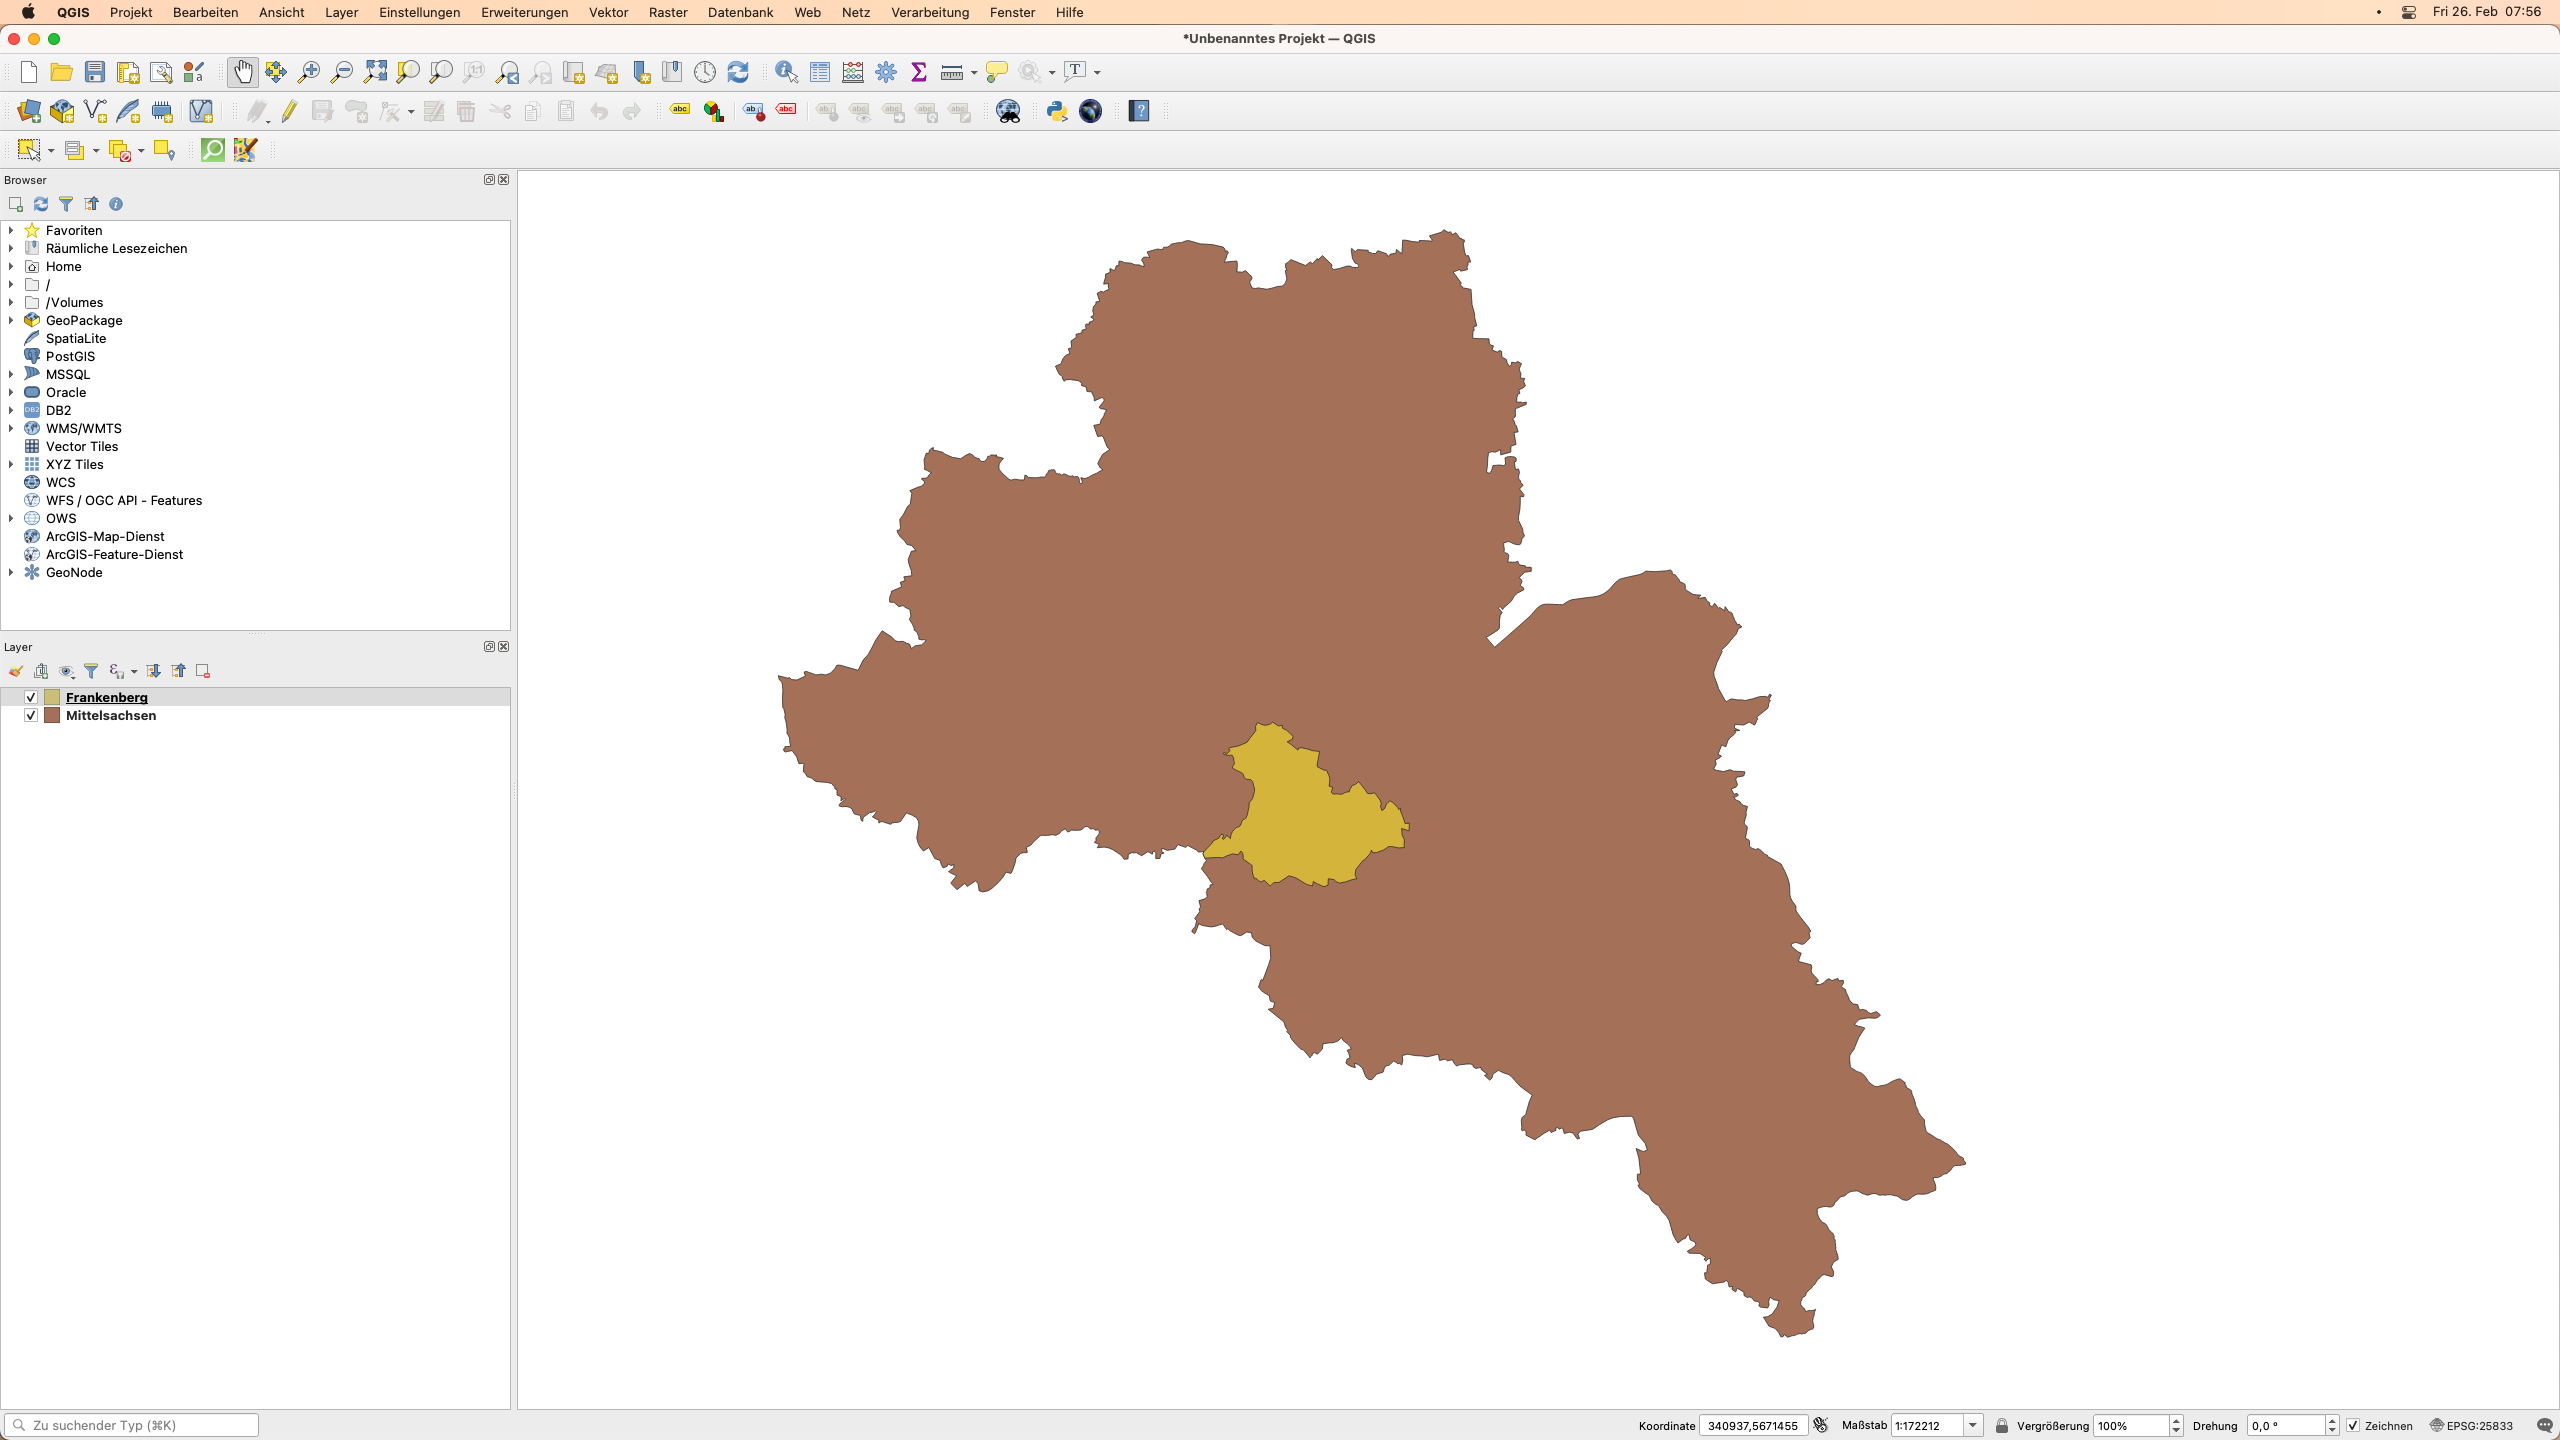 QGIS Projekt Bearbeiten Ansicht Layer Einstellungen Erweiterungen Vektor Raster Datenbank Web Netz Verarbeitung Fenster Hilfe Fri 26. Feb 07:56
*Unbenanntes Projekt — QGIS
Browser
Favoriten
Räumliche Lesezeichen
Home
/
/Volumes
GeoPackage
SpatiaLite
PostGIS
MSSQL
Oracle
DB2
WMS/WMTS
Vector Tiles
XYZ Tiles
WCS
WFS / OGC API - Features
OWS
ArcGIS-Map-Dienst
ArcGIS-Feature-Dienst
GeoNode
Layer
Frankenberg
Mittelsachsen
Zu suchender Typ (⌘K) Koordinate 340937,5671455 Maßstab 1:172212 Vergrößerung 100% Drehung 0,0 ° Zeichnen EPSG:25833